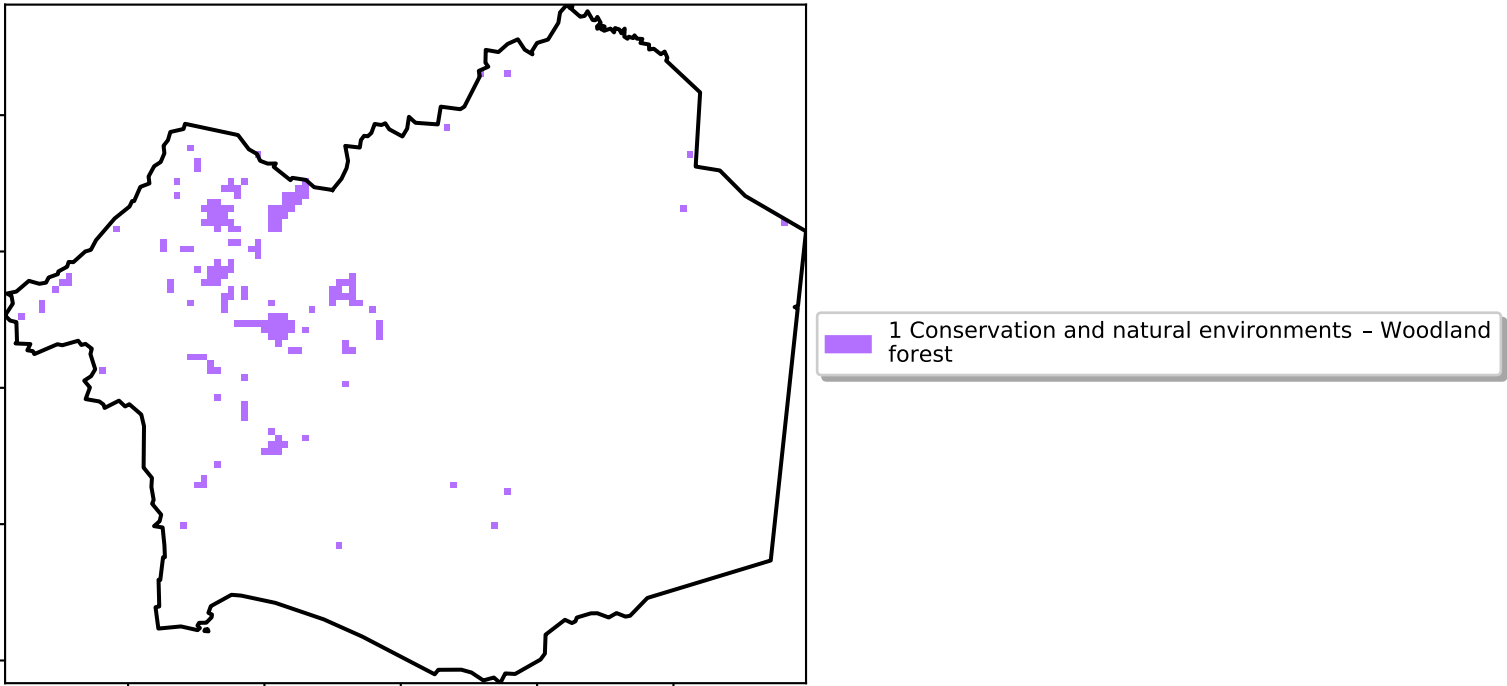 1 Conservation and natural environments – Woodland
forest